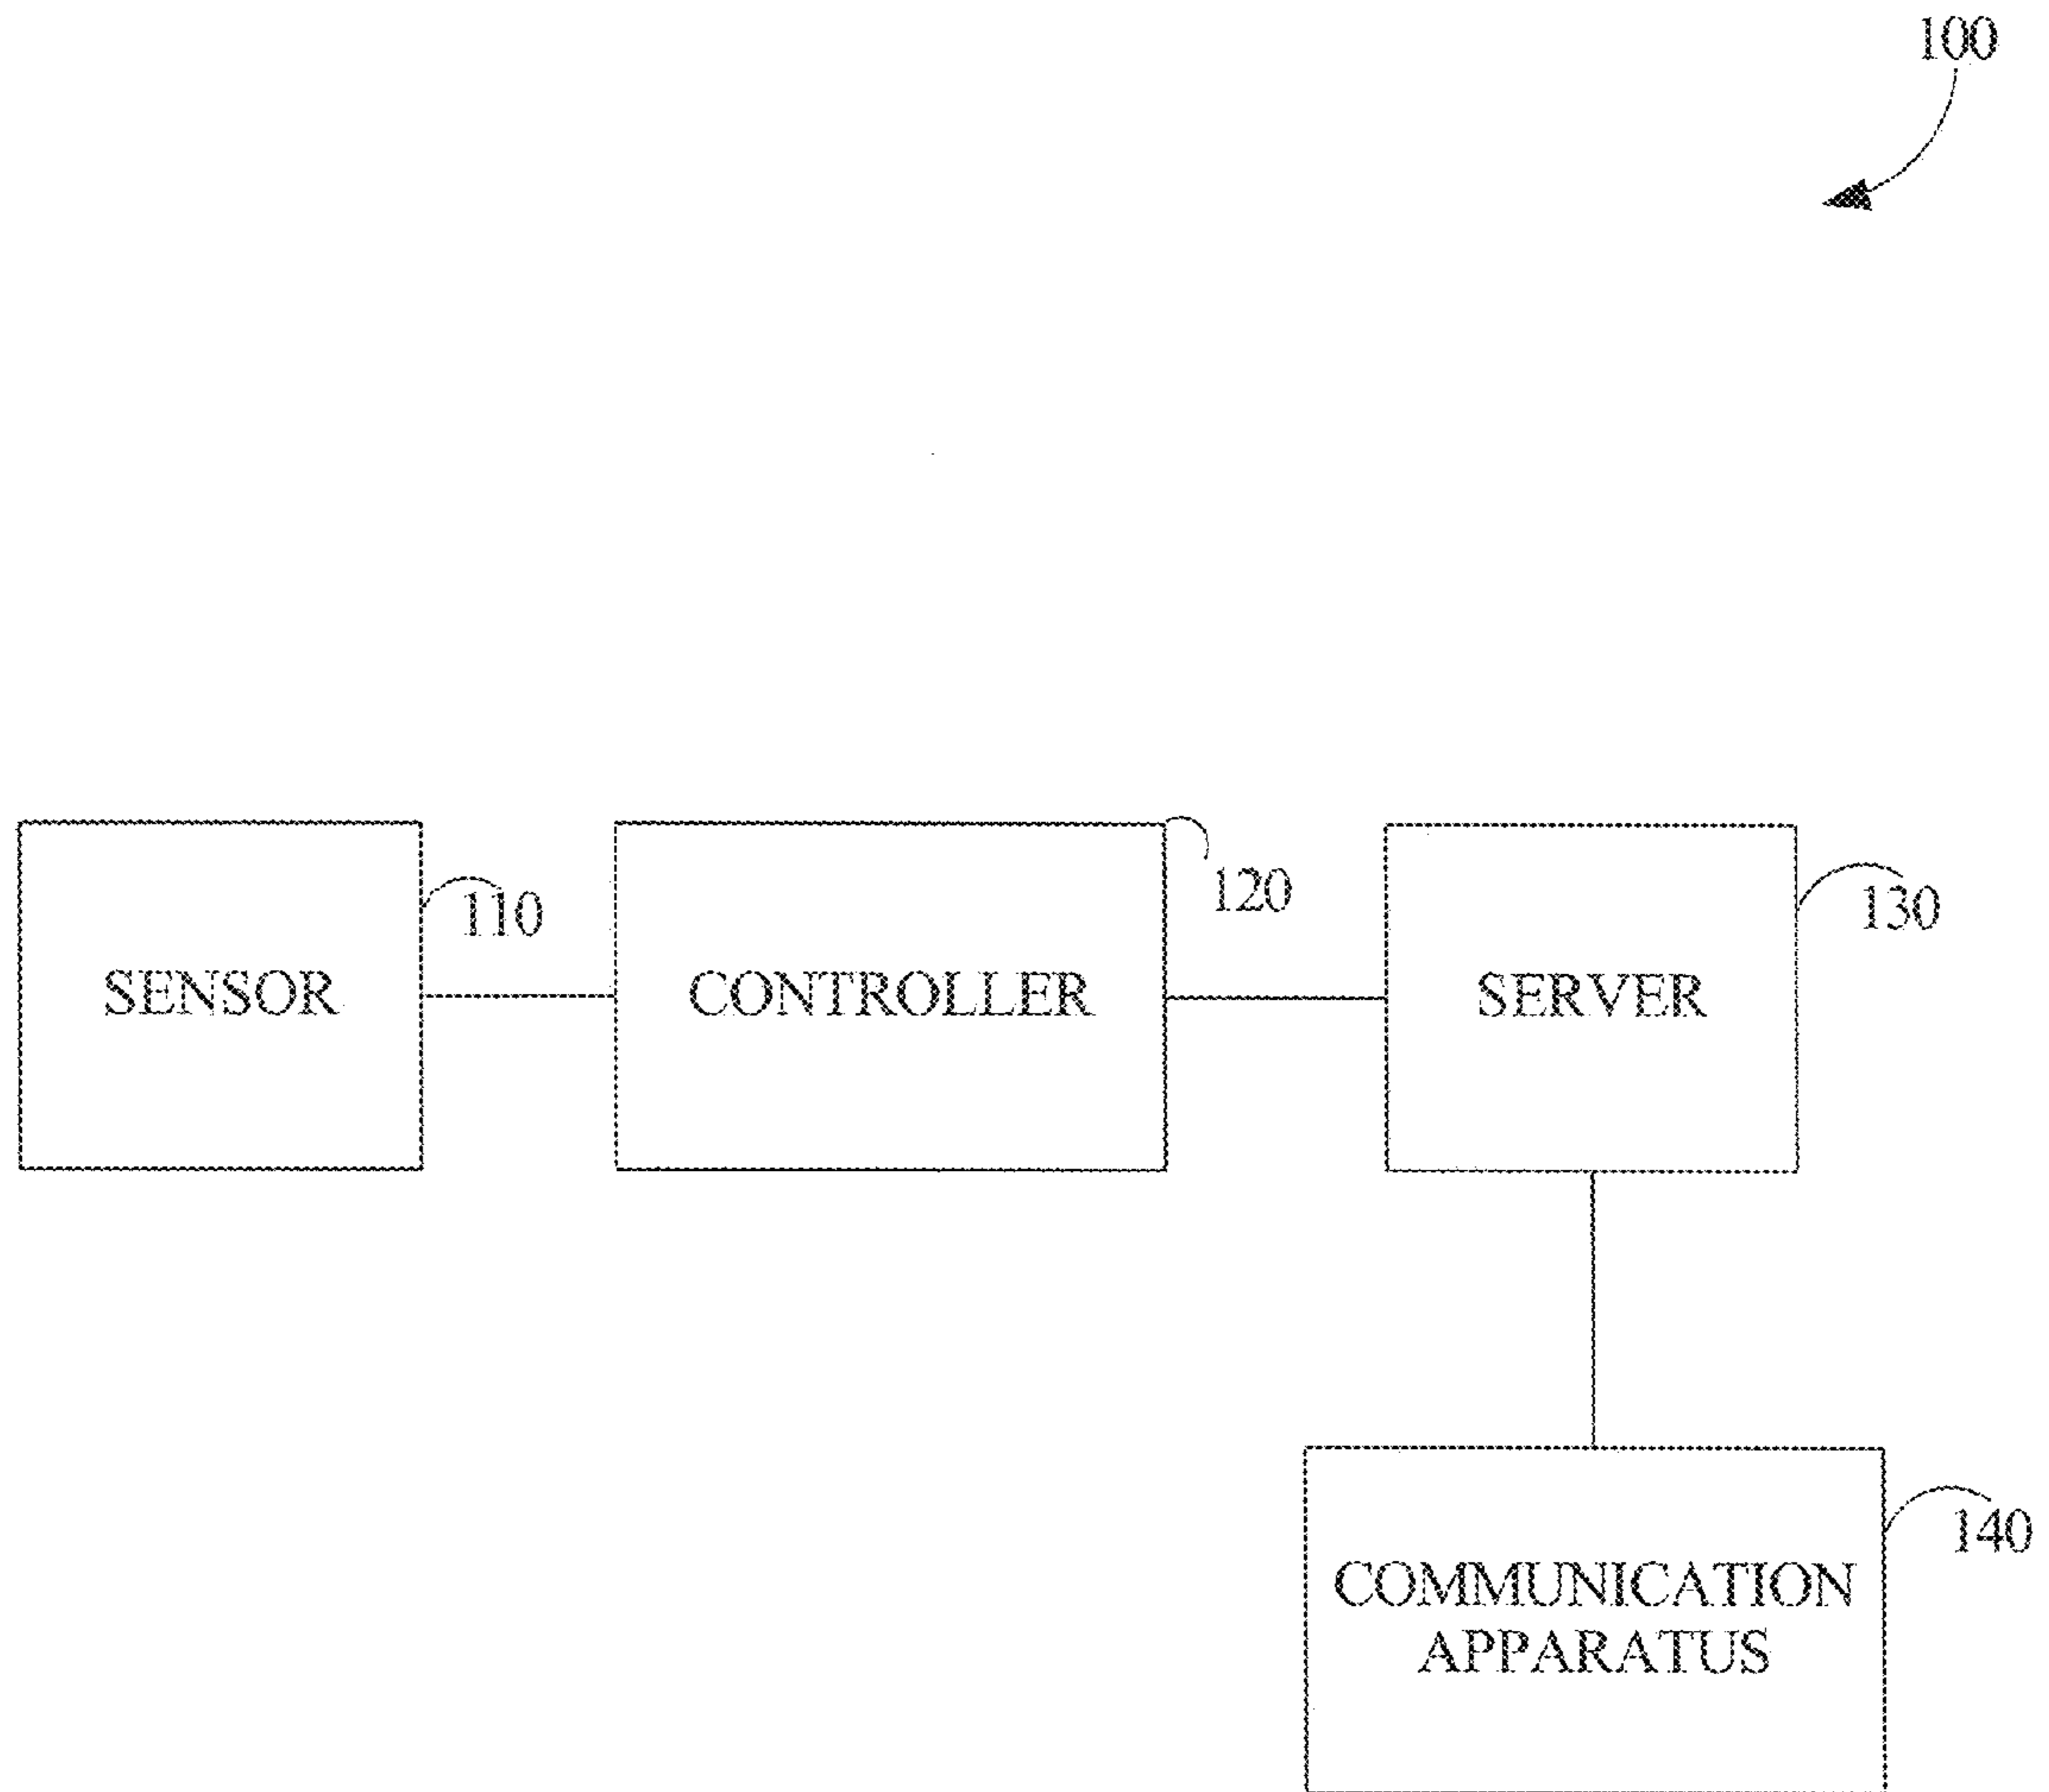 100
110
120
130
SENSOR
CONTROLLER
SERVER
140
COMMUNICATION
APPARATUS